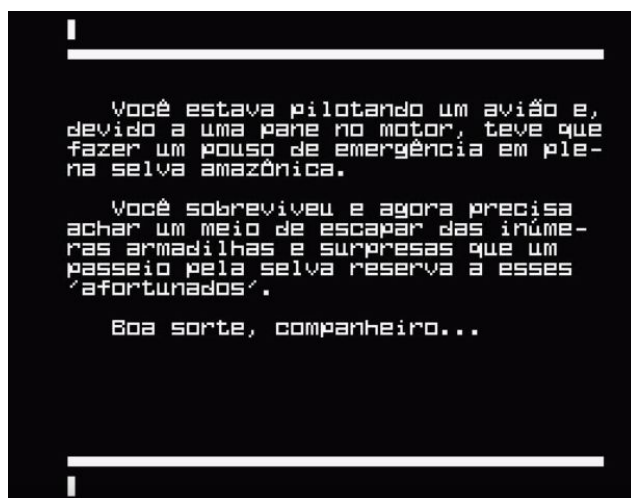 Você estava pilotando um avião e,
devido a uma pane no motor, teve que
fazer um pouso de emergência em ple-
na selva amazônica.
Você sobreviveu e agora precisa
achar um meio de escapar das inúme-
ras armadilhas e surpresas que um
passeio pela selva reserva a esses
'afortunados'.
Boa sorte, companheiro...